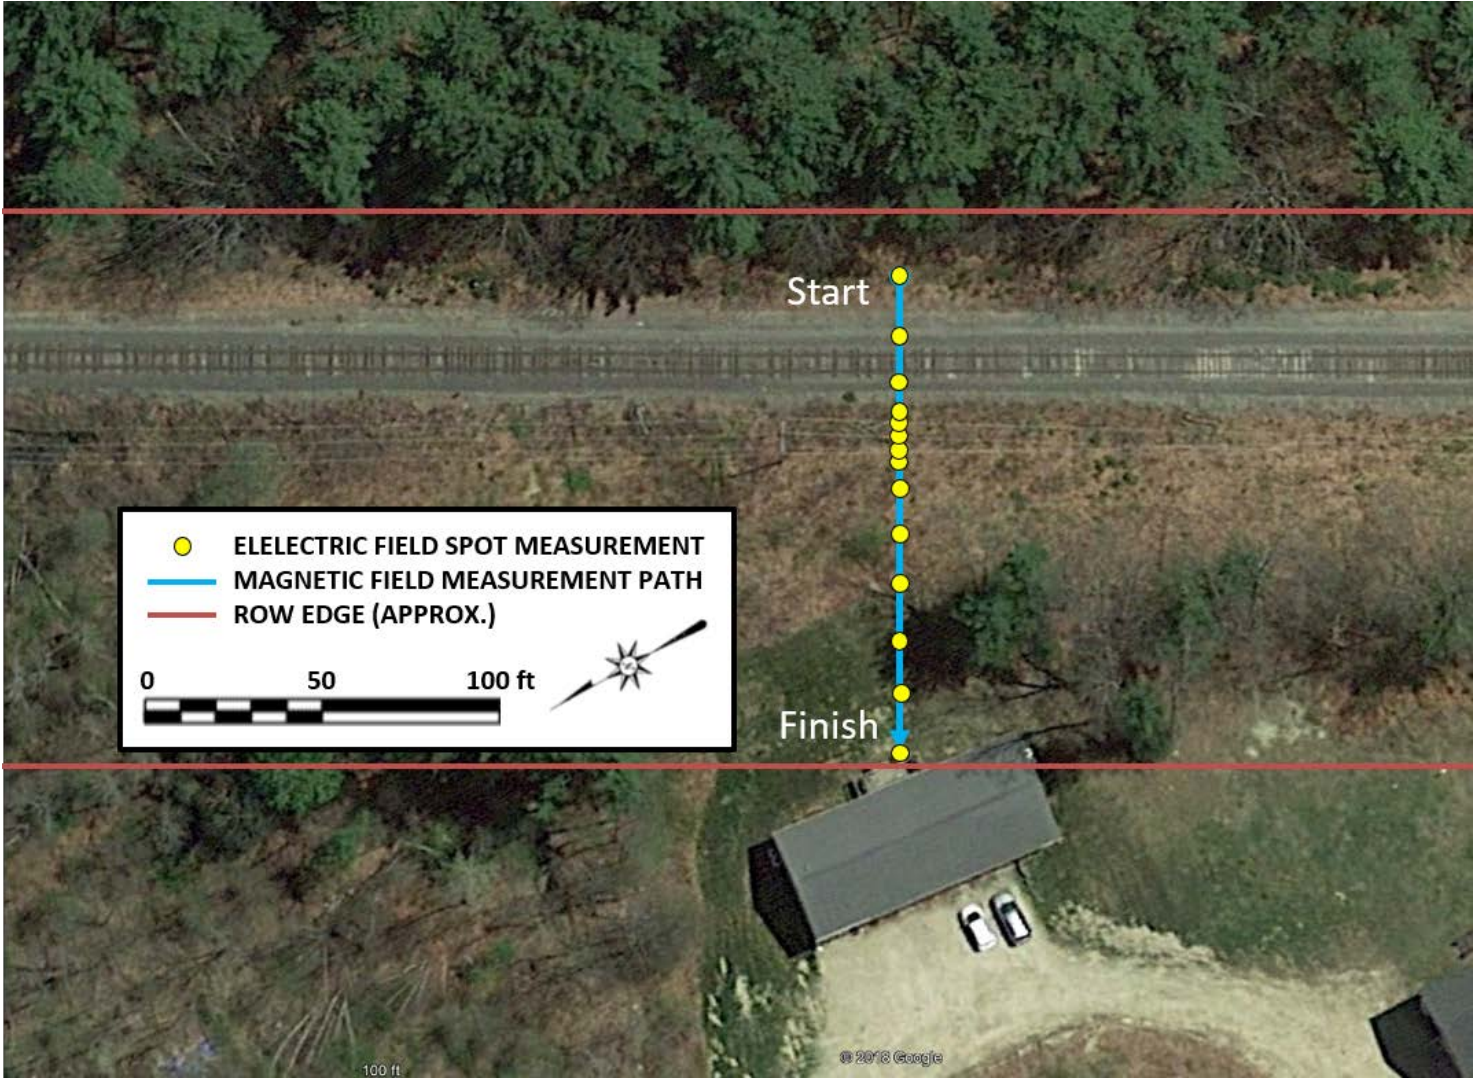 Start
ELELECTRIC FIELD SPOT MEASUREMENT
MAGNETIC FIELD MEASUREMENT PATH
ROW EDGE (APPROX.)
0 50 100 ft
Finish
© 2018 Google
100 ft